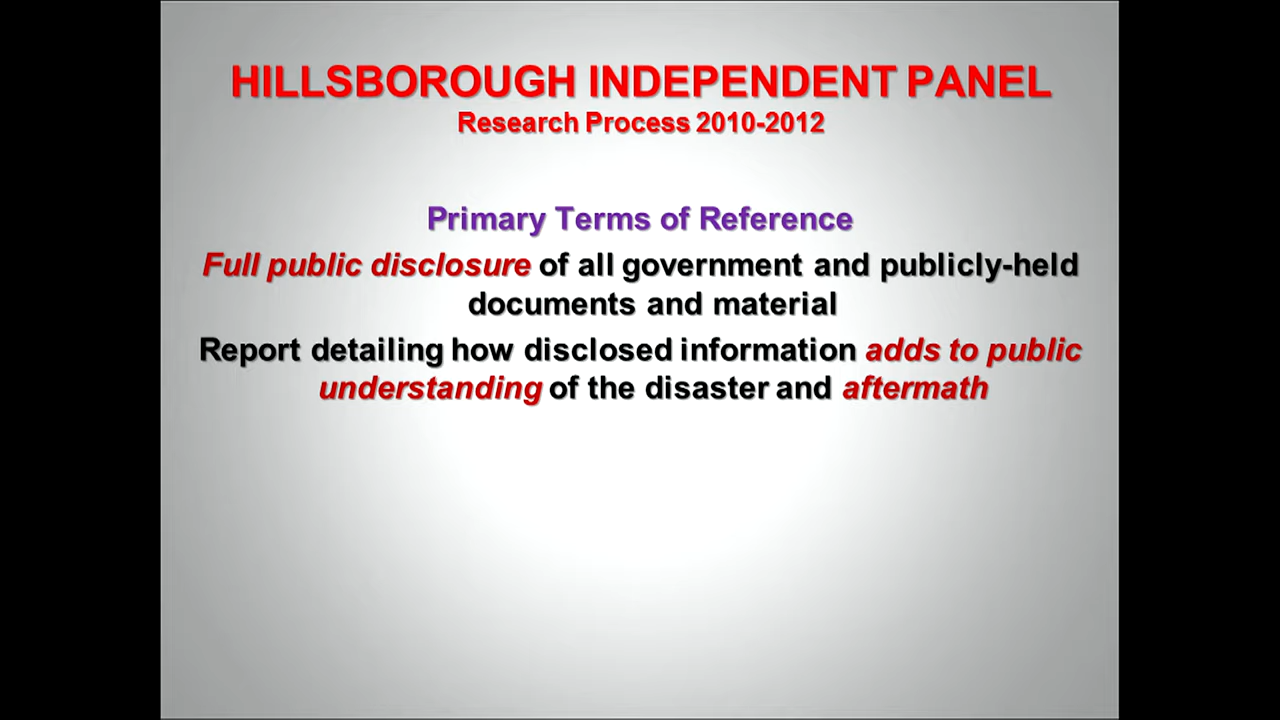 HILLSBOROUGH INDEPENDENT PANEL
Research Process 2010-2012
Primary Terms of Reference
Full public disclosure of all government and publicly-held
documents and material
Report detailing how disclosed information adds to public
understanding of the disaster and aftermath